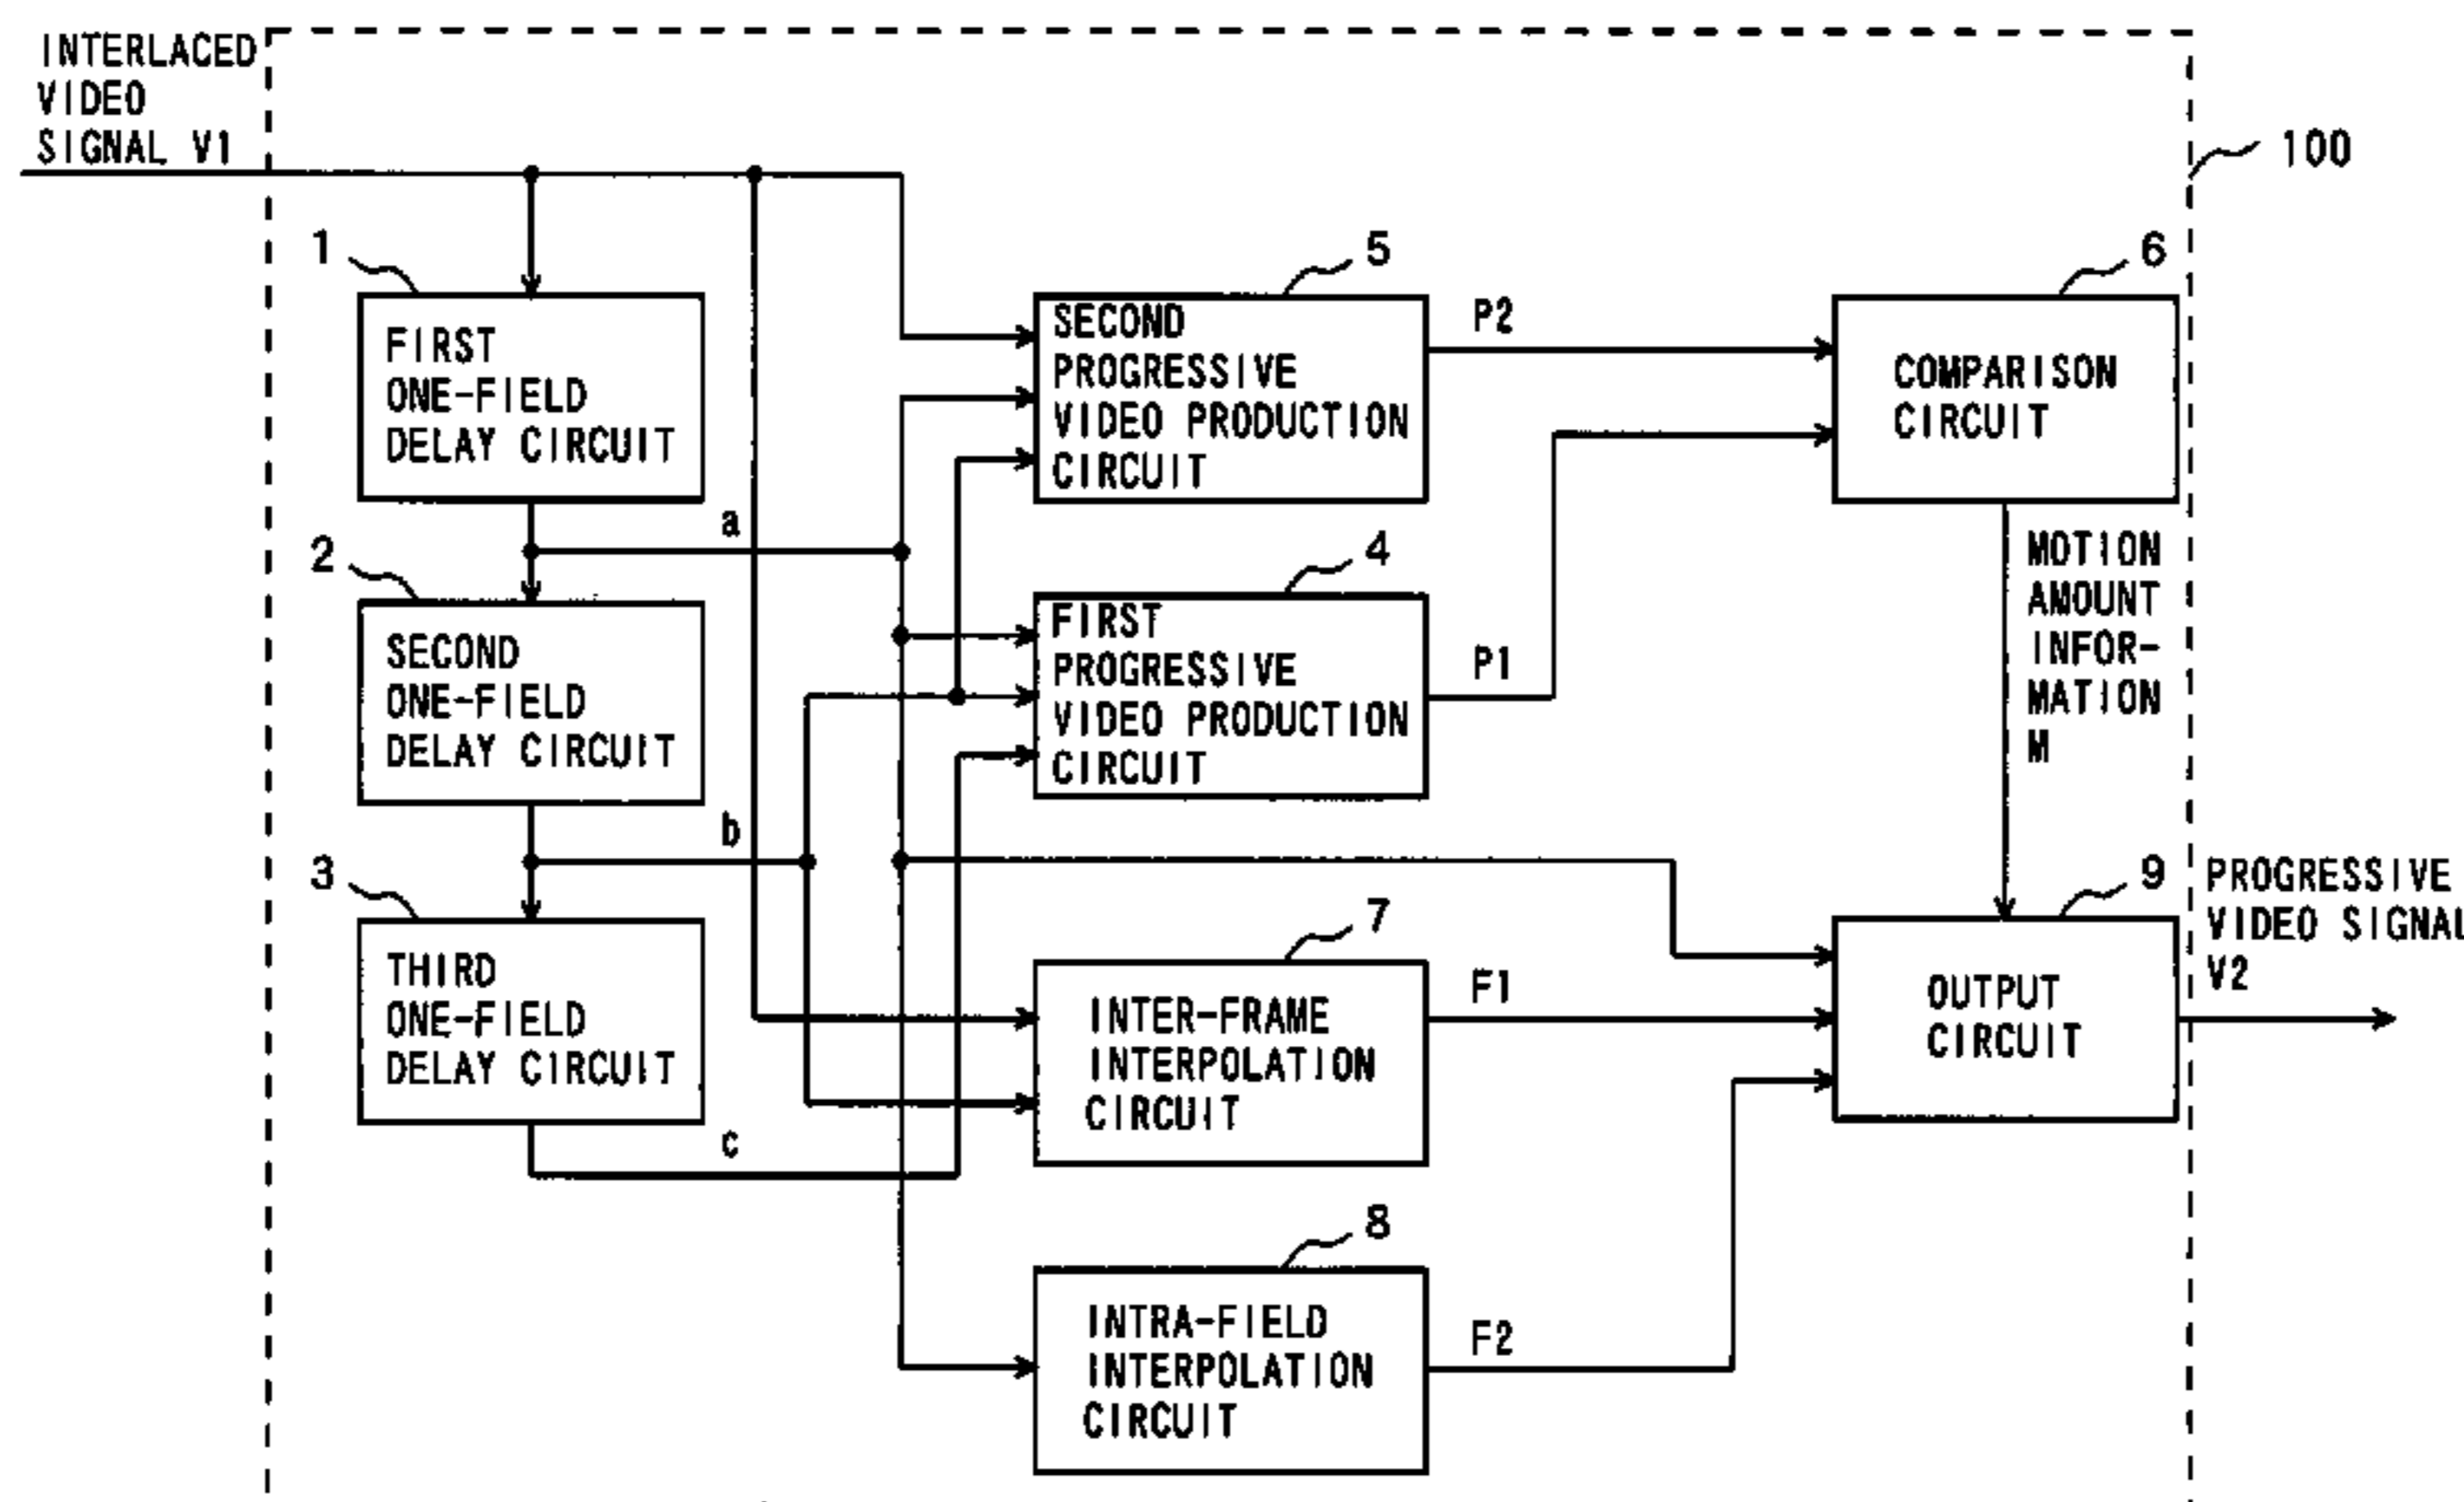 INTERLACED
VIDEO
SIGNAL V1
100
1
FIRST
ONE-FIELD
DELAY CIRCUIT
5
SECOND
PROGRESSIVE
VIDEO PRODUCTION
CIRCUIT
P2
6
COMPARISON
CIRCUIT
a
2
SECOND
ONE-FIELD
DELAY CIRCUIT
4
FIRST
PROGRESSIVE
VIDEO PRODUCTION
CIRCUIT
P1
MOTION
AMOUNT
INFOR-
MATION
M
b
3
THIRD
ONE-FIELD
DELAY CIRCUIT
c
7
INTER-FRAME
INTERPOLATION
CIRCUIT
F1
9
OUTPUT
CIRCUIT
PROGRESSIVE
VIDEO SIGNAL
V2
8
INTRA-FIELD
INTERPOLATION
CIRCUIT
F2